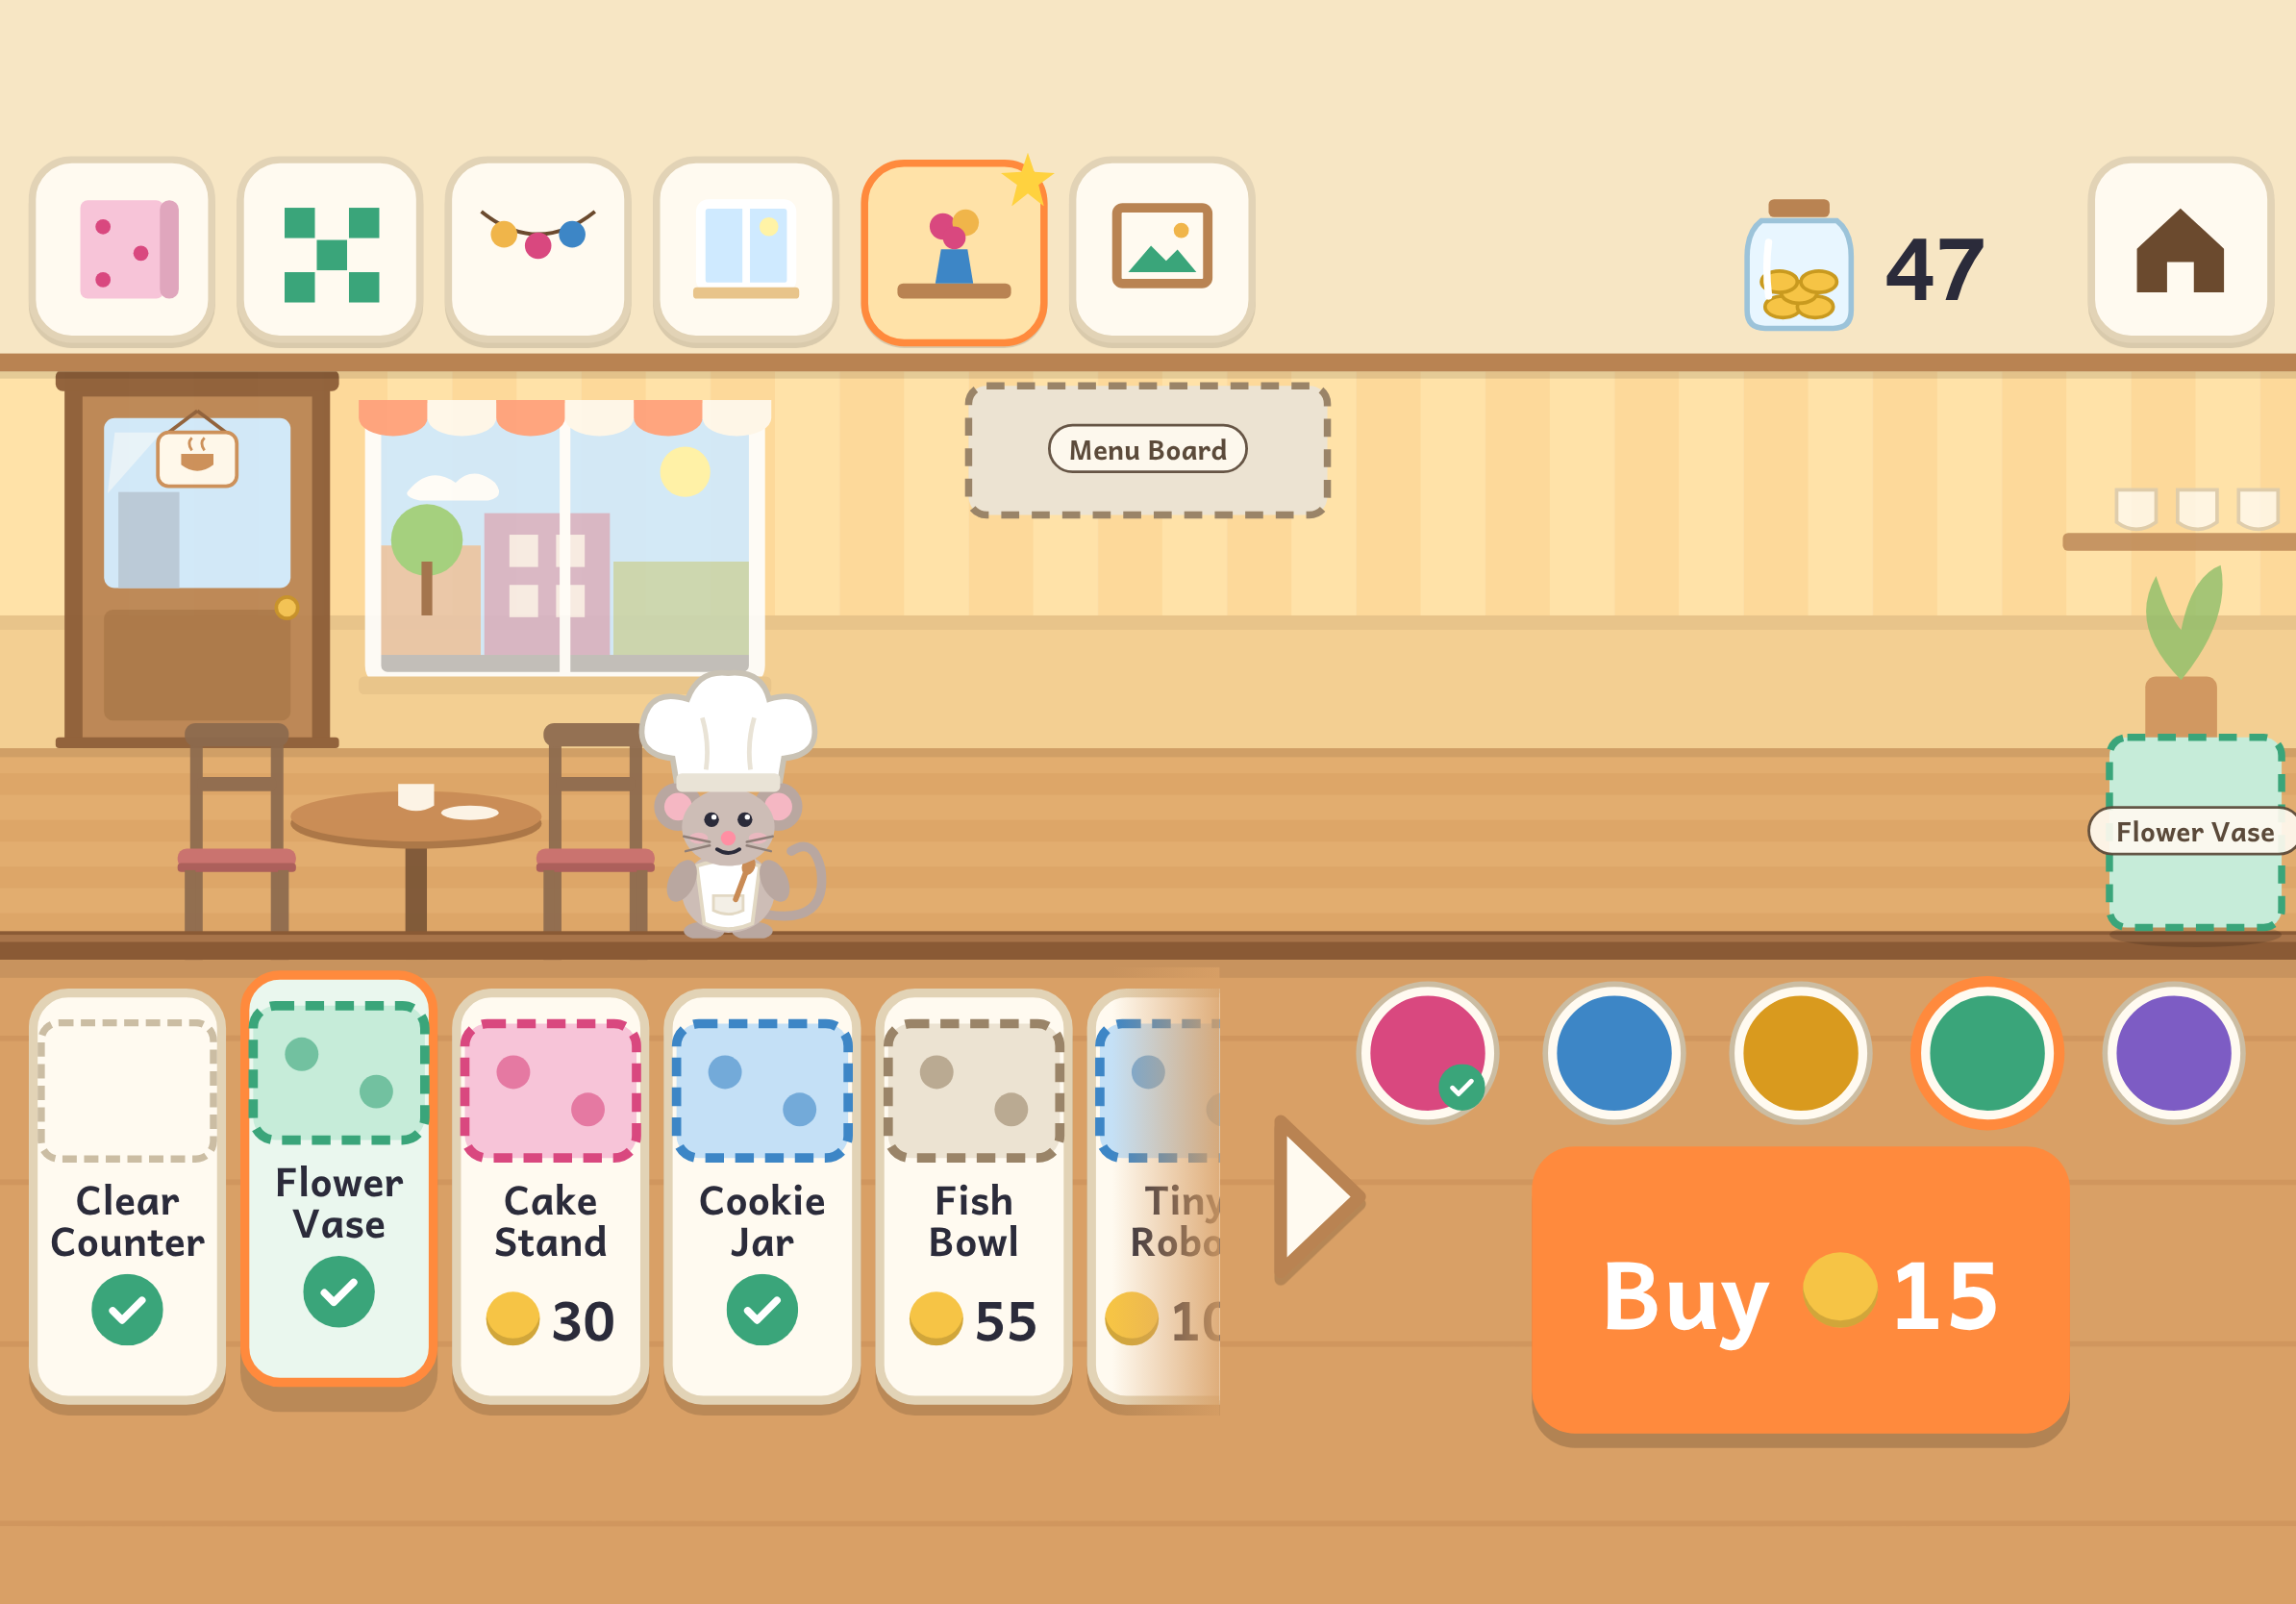 47
Menu Board
Flower Vase
Clear
Counter
Flower
Vase
Cake
Stand
30
Cookie
Jar
Fish
Bowl
55
Tiny
Buy 15